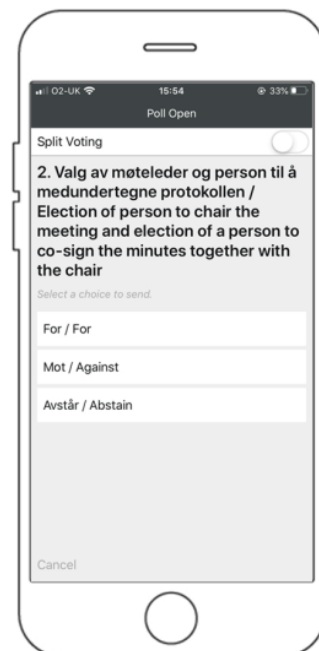 O2-UK 15:54 33%
Poll Open
Split Voting
2. Valg av møteleder og person til å
medundertegne protokollen /
Election of person to chair the
meeting and election of a person to
co-sign the minutes together with
the chair
Select a choice to send.
For / For
Mot / Against
Avstår / Abstain
Cancel